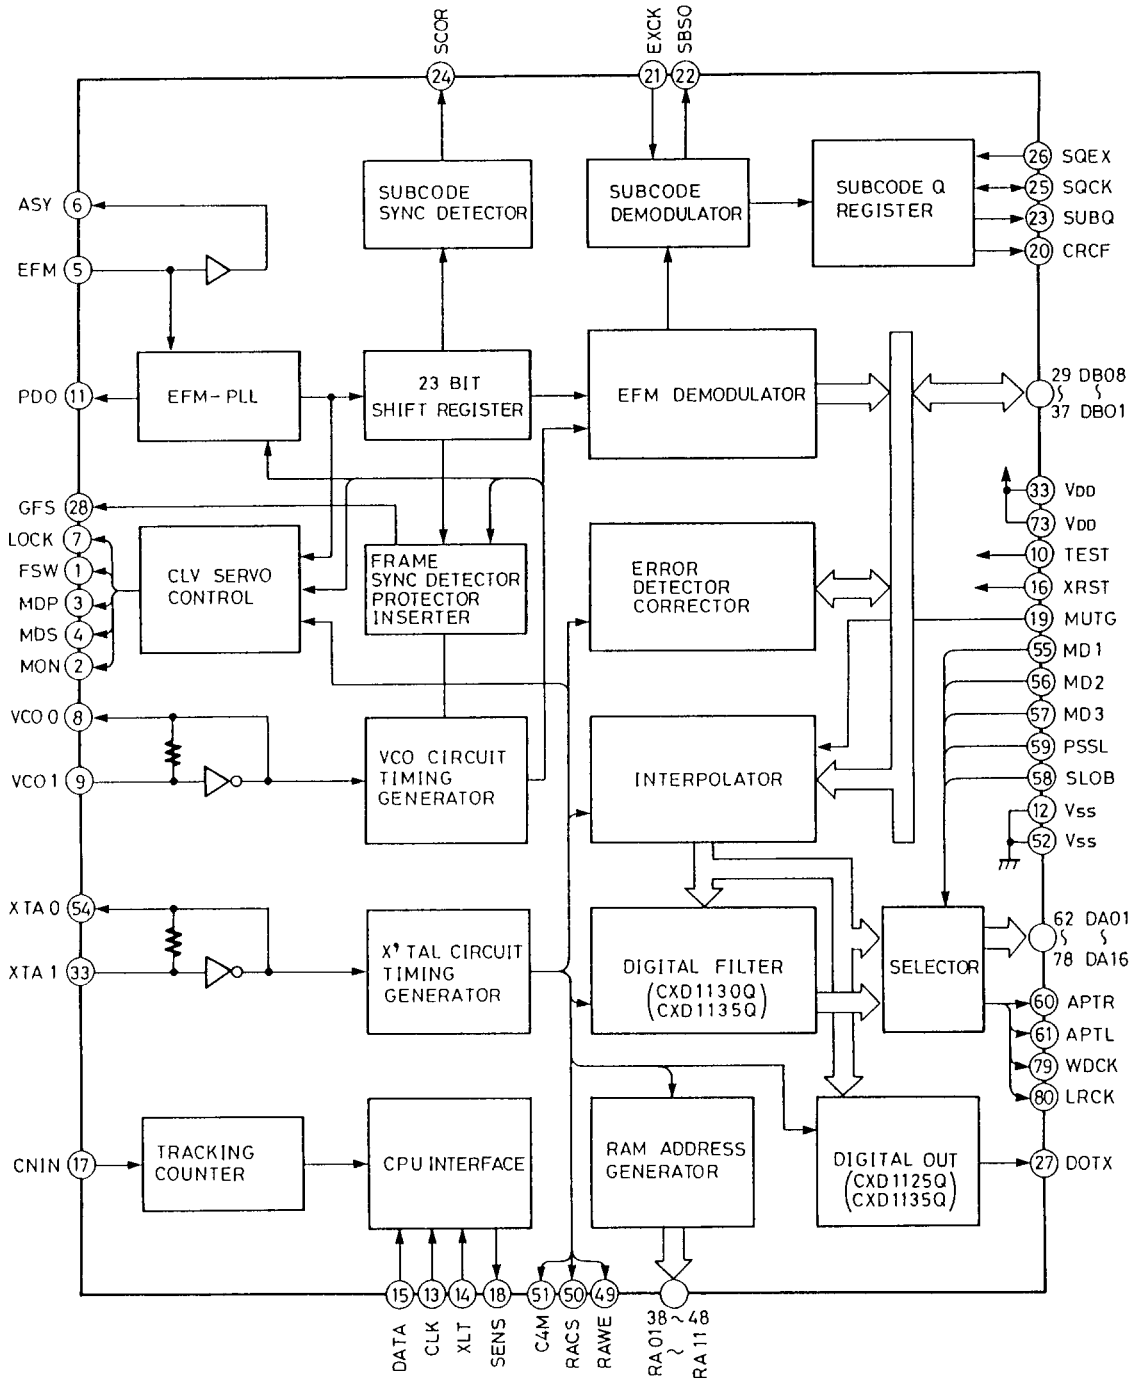 SCOR
24
EXCK
21
SBSO
22
SUBCODE
SYNC DETECTOR
SUBCODE
DEMODULATOR
SUBCODE Q
REGISTER
26 SQEX
25 SQCK
23 SUBQ
20 CRCF
ASY 6
EFM 5
PDO 11
EFM-PLL
23 BIT
SHIFT REGISTER
EFM DEMODULATOR
29 DB08
37 DB01
33 VDD
73 VDD
10 TEST
16 XRST
19 MUTG
55 MD1
56 MD2
57 MD3
59 PSSL
58 SLOB
12 Vss
52 Vss
GFS 28
LOCK 7
FSW 1
MDP 3
MDS 4
MON 2
CLV SERVO
CONTROL
FRAME
SYNC DETECTOR
PROTECTOR
INSERTER
ERROR
DETECTOR
CORRECTOR
VCO 0 8
VCO 1 9
VCO CIRCUIT
TIMING
GENERATOR
INTERPOLATOR
XTA 0 54
XTA 1 33
X'TAL CIRCUIT
TIMING
GENERATOR
DIGITAL FILTER
(CXD1130Q)
(CXD1135Q)
SELECTOR
62 DA01
78 DA16
60 APTR
61 APTL
79 WDCK
80 LRCK
CNIN 17
TRACKING
COUNTER
CPU INTERFACE
RAM ADDRESS
GENERATOR
DIGITAL OUT
(CXD1125Q)
(CXD1135Q)
27 DOTX
15
DATA
13
CLK
14
XLT
18
SENS
51
C4M
50
RACS
49
RAWE
38 ~ 48
RA01 ~ RA11